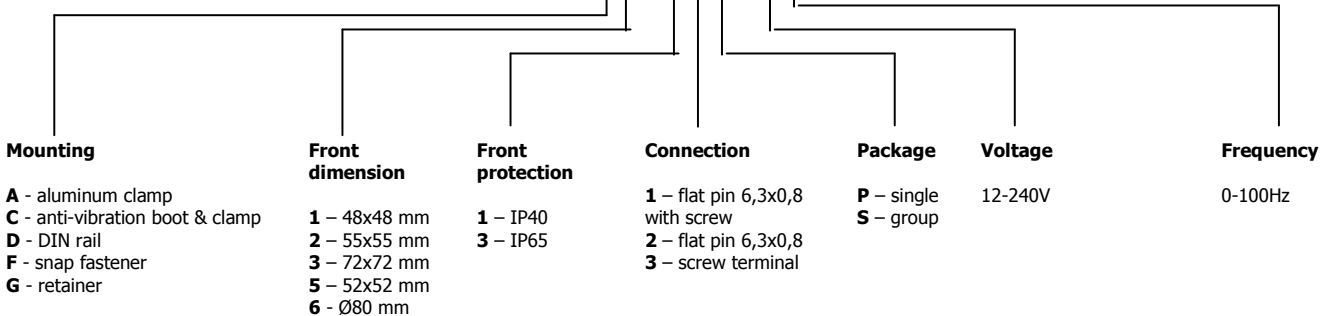 Mounting
A - aluminum clamp
C - anti-vibration boot & clamp
D - DIN rail
F - snap fastener
G - retainer
Front
dimension
1 – 48x48 mm
2 – 55x55 mm
3 – 72x72 mm
5 – 52x52 mm
6 - Ø80 mm
Front
protection
1 – IP40
3 – IP65
Connection
1 – flat pin 6,3x0,8
with screw
2 – flat pin 6,3x0,8
3 – screw terminal
Package
P – single
S – group
Voltage
12-240V
Frequency
0-100Hz